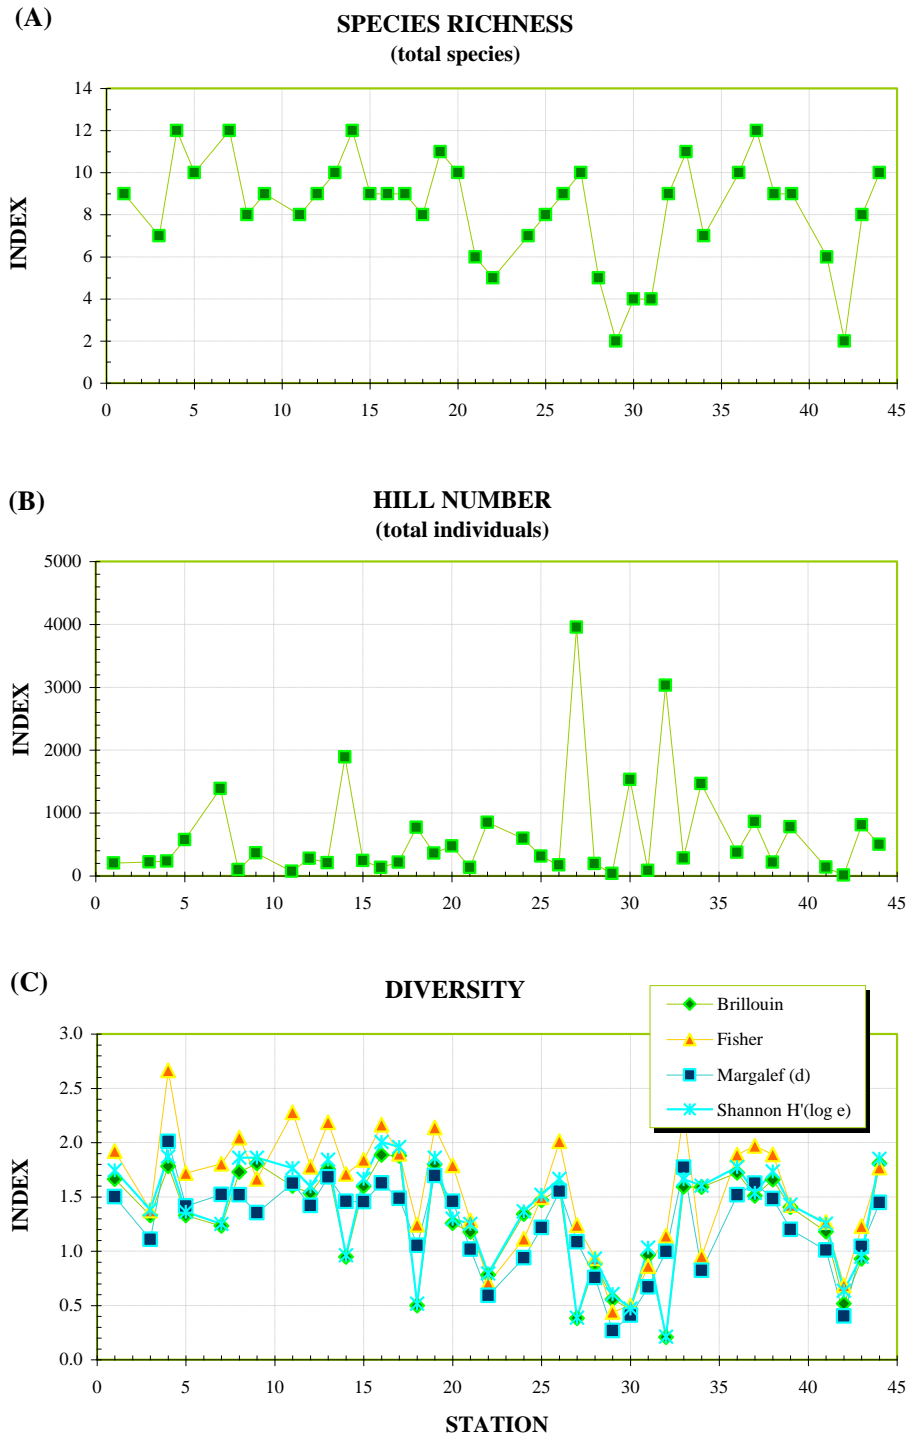 (A)
SPECIES RICHNESS
(total species)
14
12
10
8
6
4
2
0
INDEX
0 5 10 15 20 25 30 35 40 45
(B)
HILL NUMBER
(total individuals)
5000
4000
3000
2000
1000
0
INDEX
0 5 10 15 20 25 30 35 40 45
(C)
DIVERSITY
Brillouin
Fisher
Margalef (d)
Shannon H'(log e)
3.0
2.5
2.0
1.5
1.0
0.5
0.0
INDEX
0 5 10 15 20 25 30 35 40 45
STATION